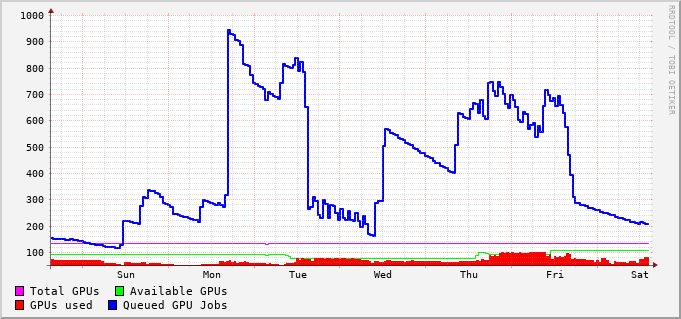 1000
900
800
700
600
500
400
300
200
100
Sun Mon Tue Wed Thu Fri Sat
RRDTOOL / TOBI OETIKER
Total GPUs Available GPUs
GPUs used Queued GPU Jobs